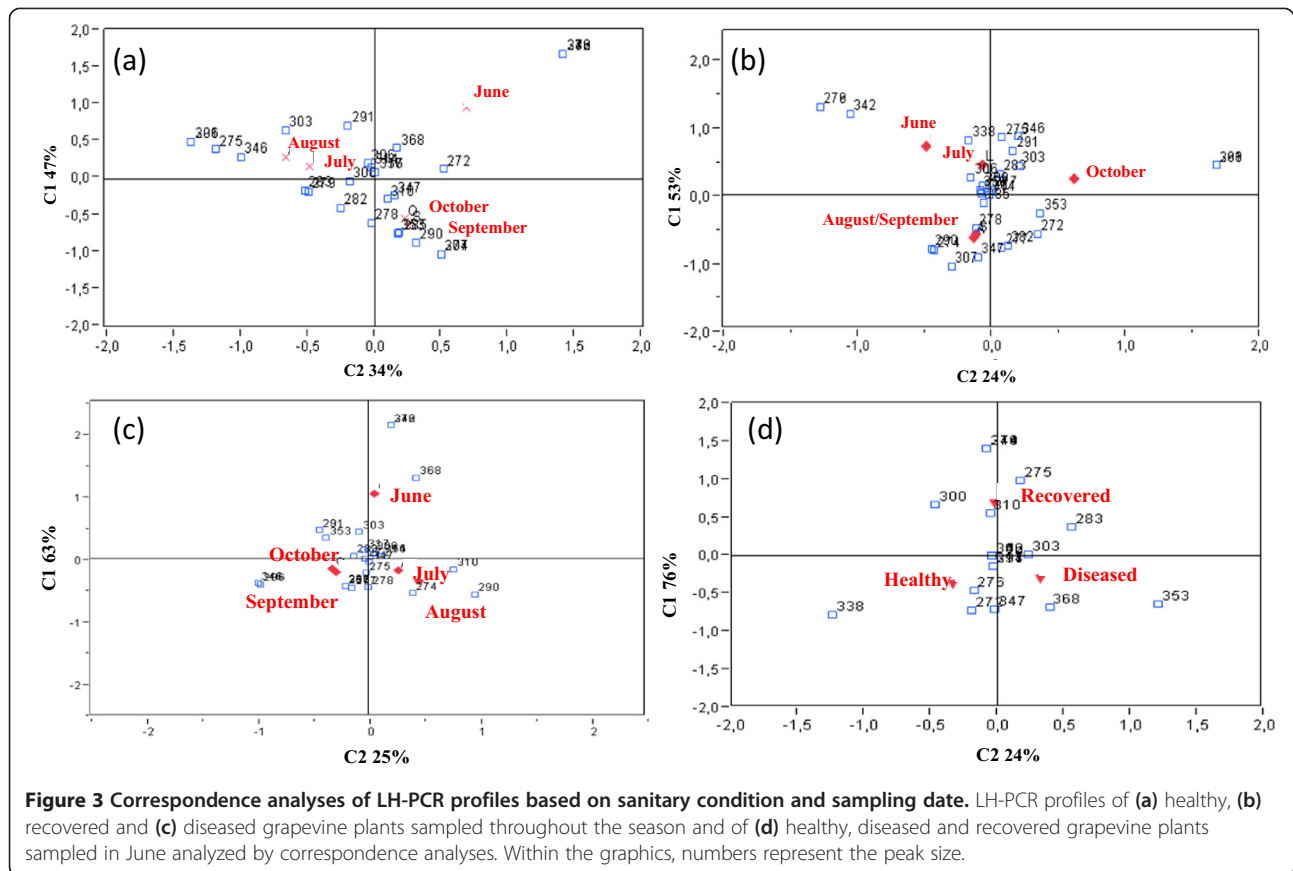 (a)
2,0
1,5
1,0
0,5
0,0
-0,5
-1,0
-1,5
-2,0
C1 47%
June
303
291
368
275
346
August
July
272
300
282
347
310
October
278
September
290
-2,0 -1,5 -1,0 -0,5 0,0 0,5 1,0 1,5 2,0
C2 34%
(b)
2,0
1,0
0,0
-1,0
-2,0
C1 53%
342
June
338
275
346
291
July
303
283
306
October
353
August/September
278
272
274
347
307
-2,0 -1,0 0,0 1,0 2,0
C2 24%
(c)
2
1
0
-1
-2
C1 63%
368
June
291
303
353
317
October
275
July
310
278
274
290
September
August
-2 -1 0 1 2
C2 25%
(d)
2,0
1,5
1,0
0,5
0,0
-0,5
-1,0
-1,5
-2,0
C1 76%
275
Recovered
300
310
283
303
Healthy
Diseased
276
347
368
353
338
-2,0 -1,5 -1,0 -0,5 0,0 0,5 1,0 1,5 2,0
C2 24%
Figure 3 Correspondence analyses of LH-PCR profiles based on sanitary condition and sampling date. LH-PCR profiles of (a) healthy, (b)
recovered and (c) diseased grapevine plants sampled throughout the season and of (d) healthy, diseased and recovered grapevine plants
sampled in June analyzed by correspondence analyses. Within the graphics, numbers represent the peak size.